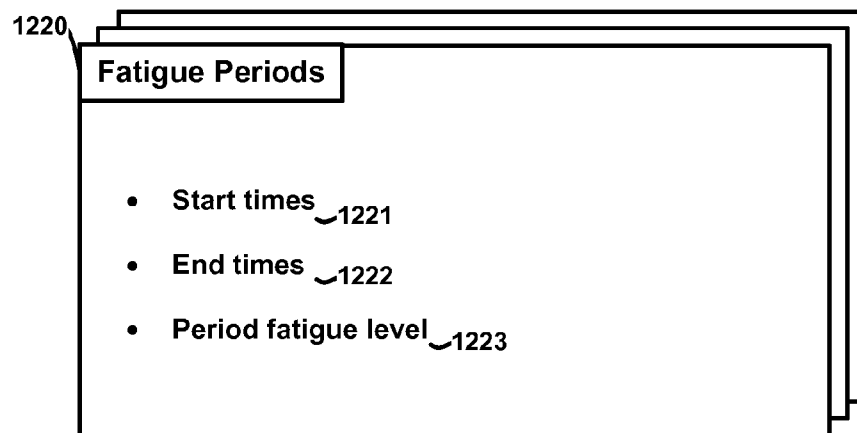 1220
Fatigue Periods
• Start times 1221
• End times 1222
• Period fatigue level 1223